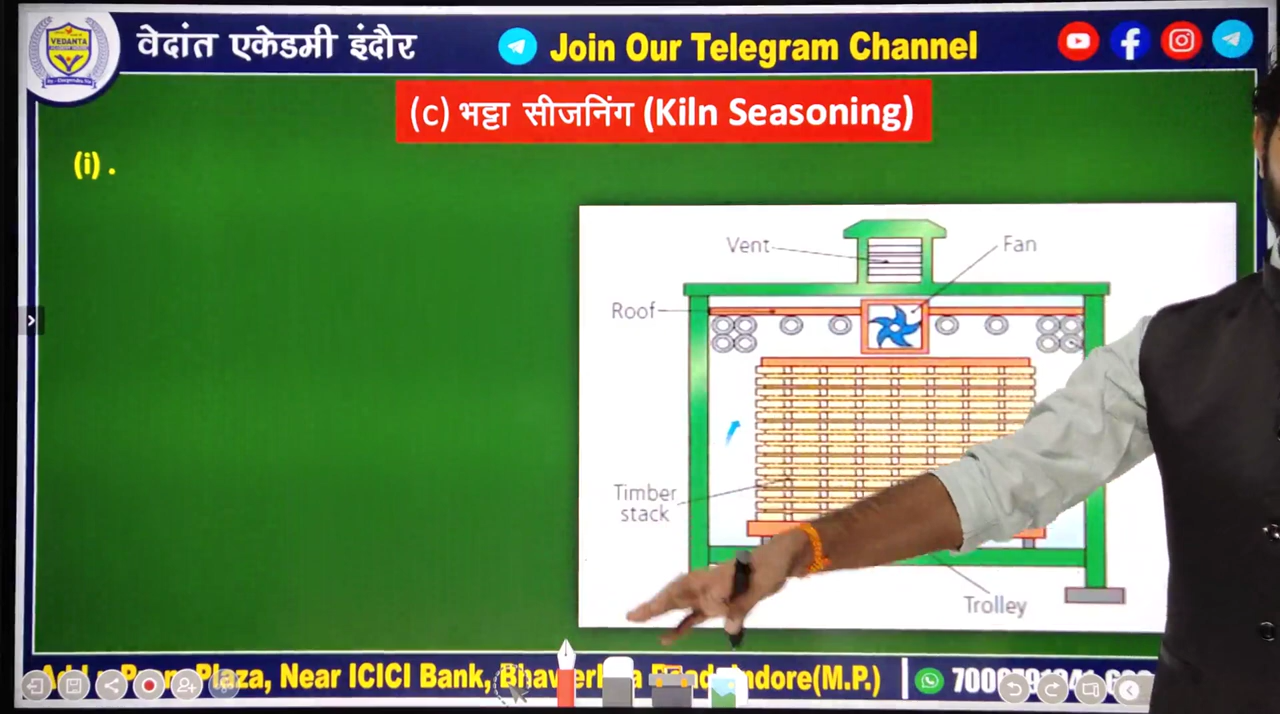 VEDANTA
वेदांत एकेडमी इंदौर
Join Our Telegram Channel
(c) भट्टा सीजनिंग (Kiln Seasoning)
(i) .
Vent
Fan
Roof
Timber
stack
Trolley
Plaza, Near ICICI Bank,
(M.P.)